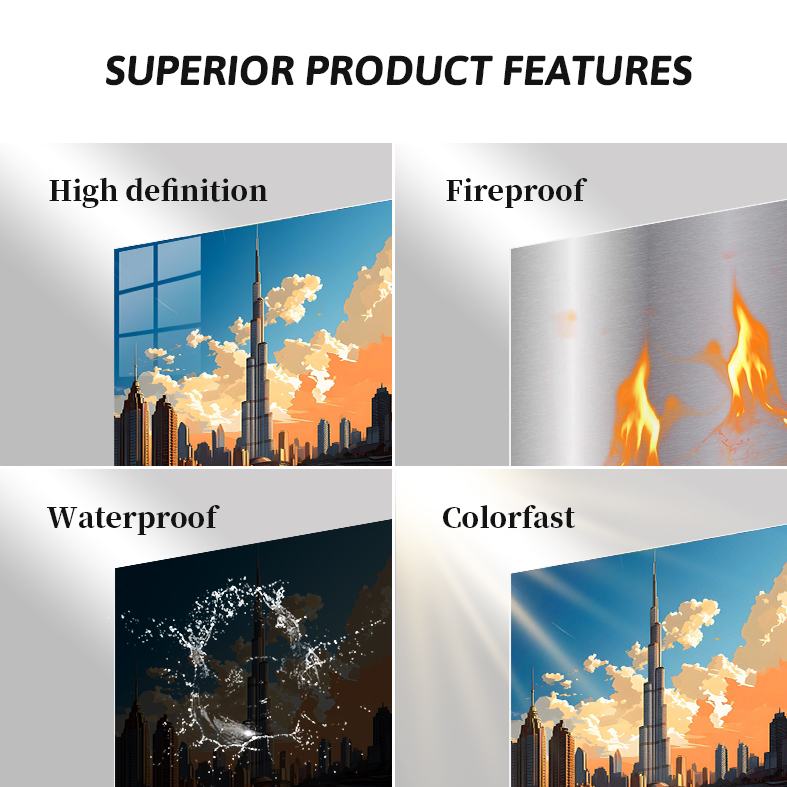 SUPERIOR PRODUCT FEATURES
High definition
Fireproof
Waterproof
Colorfast